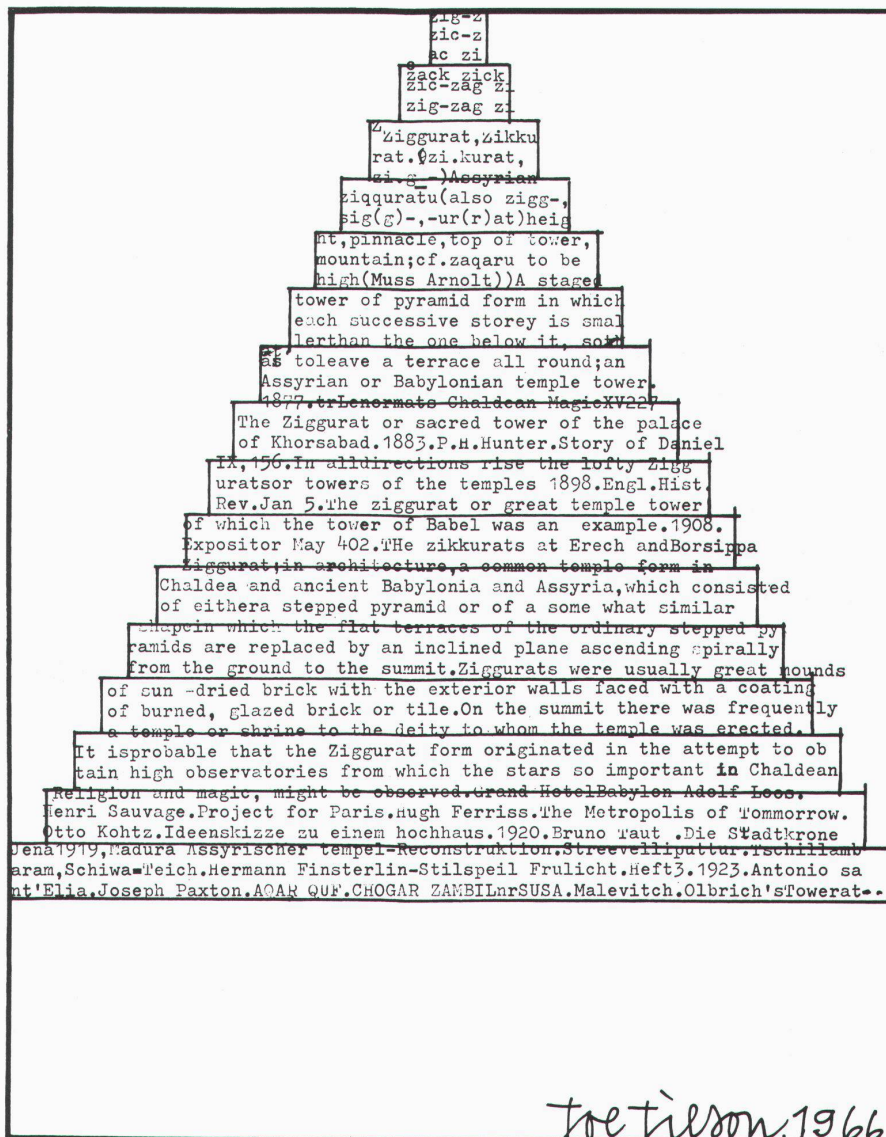 zig-z
zic-z
ac zi
zack zick
zic-zag zi
zig-zag zi
Ziggurat,Zikku
rat.Ozi.kurat,
zi.g_-)Assyrian
ziqquratu(also zigg-,
sig(g)-,-ur(r)at)heig
ht,pinnacle,top of tower,
mountain;cf.zaqaru to be
high(Muss Arnolt))A staged
tower of pyramid form in which
each successive storey is smal
lerthan the one below it, soth
as toleave a terrace all round;an
Assyrian or Babylonian temple tower.
1877.trLenormats Chaldean MagicXV227
The Ziggurat or sacred tower of the palace
of Khorsabad.1883.P.H.Hunter.Story of Daniel
IX,156.In alldirections rise the lofty Zigg
uratsor towers of the temples 1898.Engl.Hist.
Rev.Jan 5.The ziggurat or great temple tower
of which the tower of Babel was an example.1908.
Expositor May 402.THe zikkurats at Erech andBorsippa
Ziggurat;in architecture,a common temple form in
Chaldea and ancient Babylonia and Assyria,which consisted
of eithera stepped pyramid or of a some what similar
shapein which the flat terraces of the ordinary stepped py
ramids are replaced by an inclined plane ascending spirally
from the ground to the summit.Ziggurats were usually great mounds
of sun -dried brick with the exterior walls faced with a coating
of burned, glazed brick or tile.On the summit there was frequently
a temple or shrine to the deity to whom the temple was erected.
It isprobable that the Ziggurat form originated in the attempt to ob
tain high observatories from which the stars so important in Chaldean
Religion and magic, might be observed.Grand HotelBabylon Adolf Loos.
Henri Sauvage.Project for Paris.Hugh Ferriss.The Metropolis of Tommorrow.
Otto Kohtz.Ideenskizze zu einem hochhaus.1920.Bruno Taut .Die Stadtkrone
Jena1919,Madura Assyrischer tempel-Reconstruktion.Streevelliputtur.Tschillamb
aram,Schiwa=Teich.Hermann Finsterlin-Stilspeil Frulicht.Heft3.1923.Antonio sa
nt'Elia,Joseph Paxton.AQAR QUF.CHOGAR ZAMBILnrSUSA.Malevitch.Olbrich'sTowerat--
Joe Tilson.1966